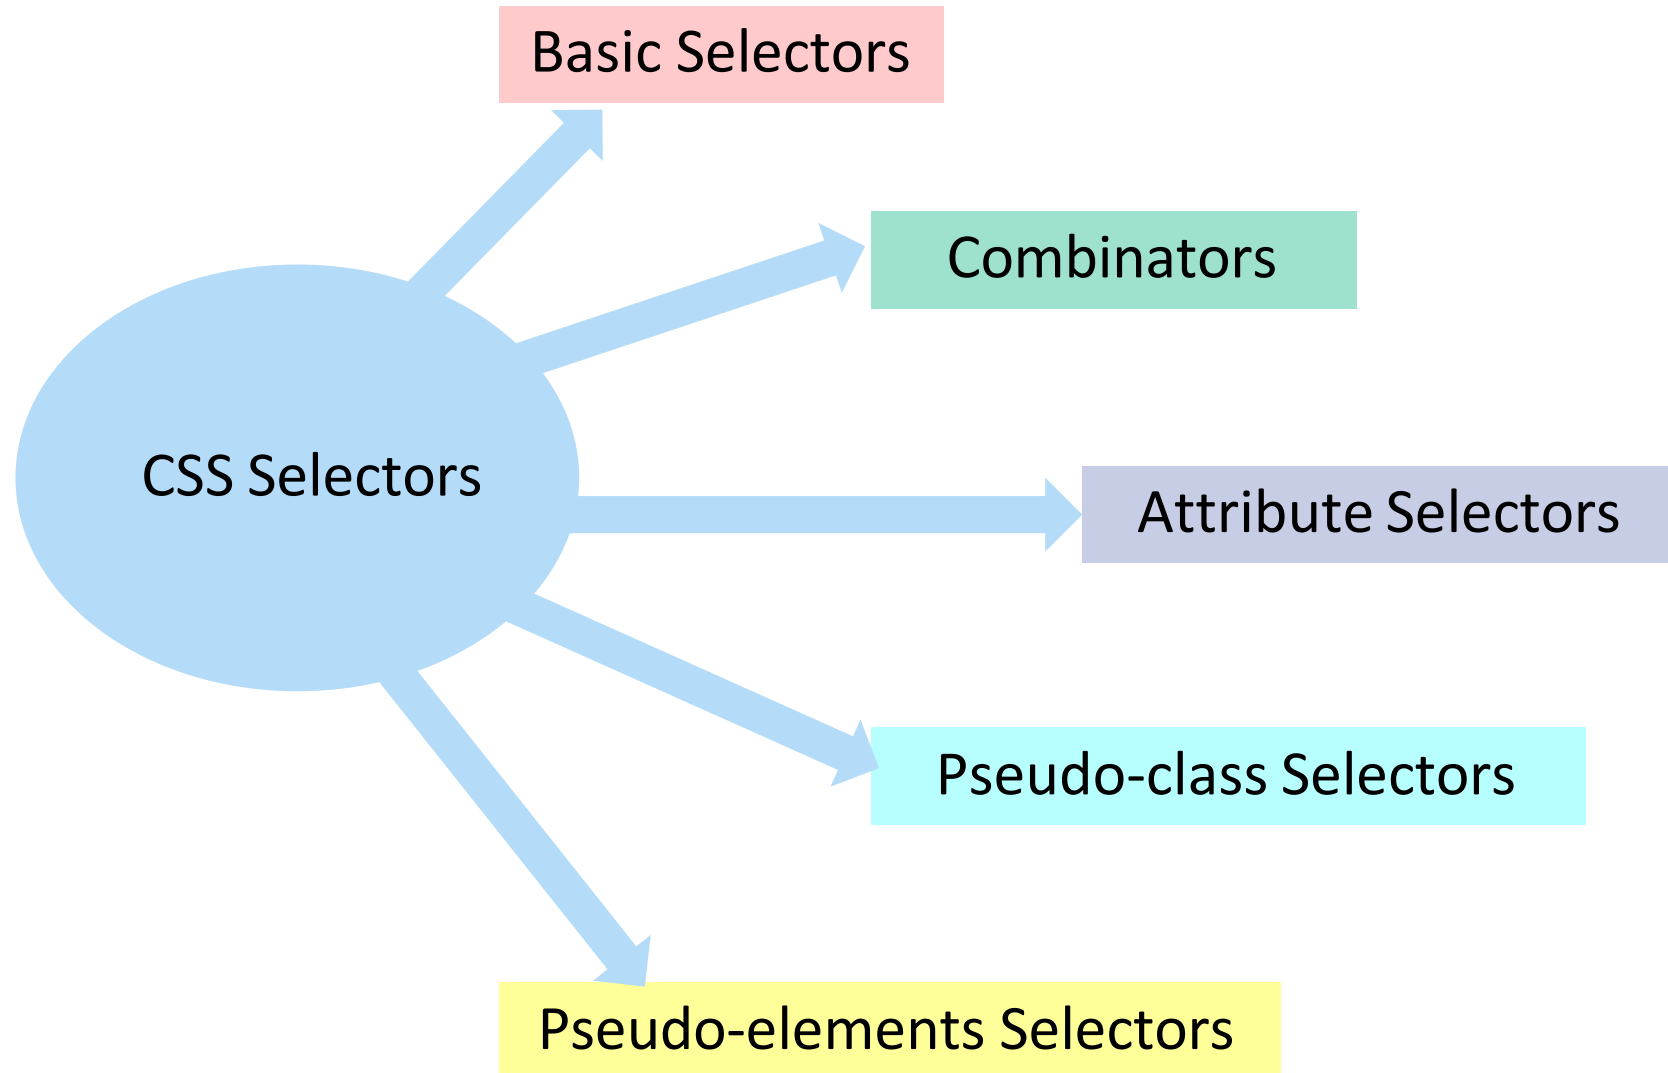 Basic Selectors
Combinators
CSS Selectors
Attribute Selectors
Pseudo-class Selectors
Pseudo-elements Selectors